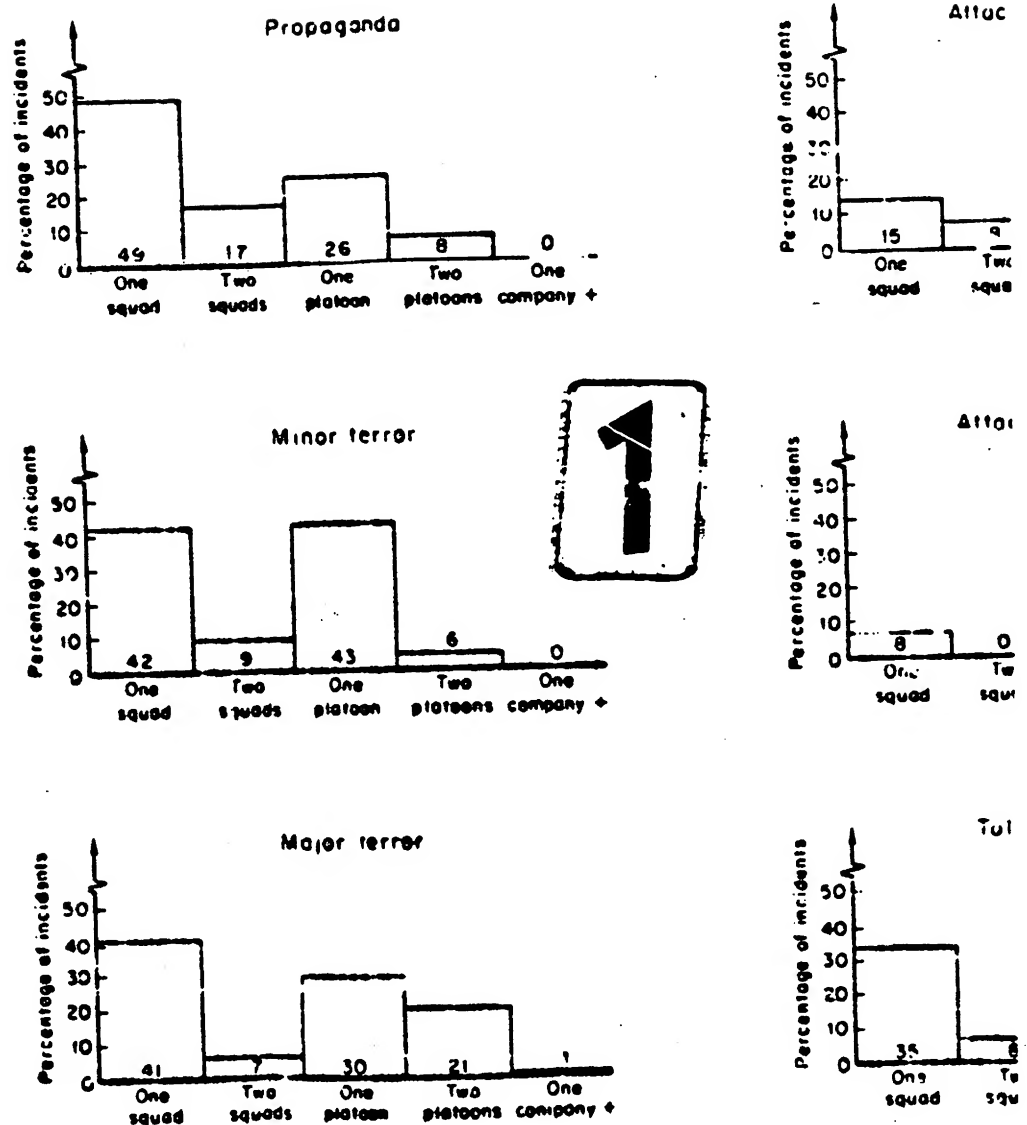 Propaganda
Percentage of incidents
50
40
30
20
10
0
49 17 26 8 0
One Two One Two One
squad squads platoon platoons company +
Percentage of incidents
50
20
10
0
15
One
squad
Minor terror
Percentage of incidents
50
40
30
20
10
0
42 9 43 6 0
One Two One Two One
squad squads platoon platoons company +
1
Percentage of incidents
50
40
30
20
10
0
8 0
squad
Major terror
Percentage of incidents
50
40
30
20
10
0
41 7 30 21 1
One Two One Two One
squad squads platoon platoons company +
Percentage of incidents
50
40
30
20
10
0
35
One
squad